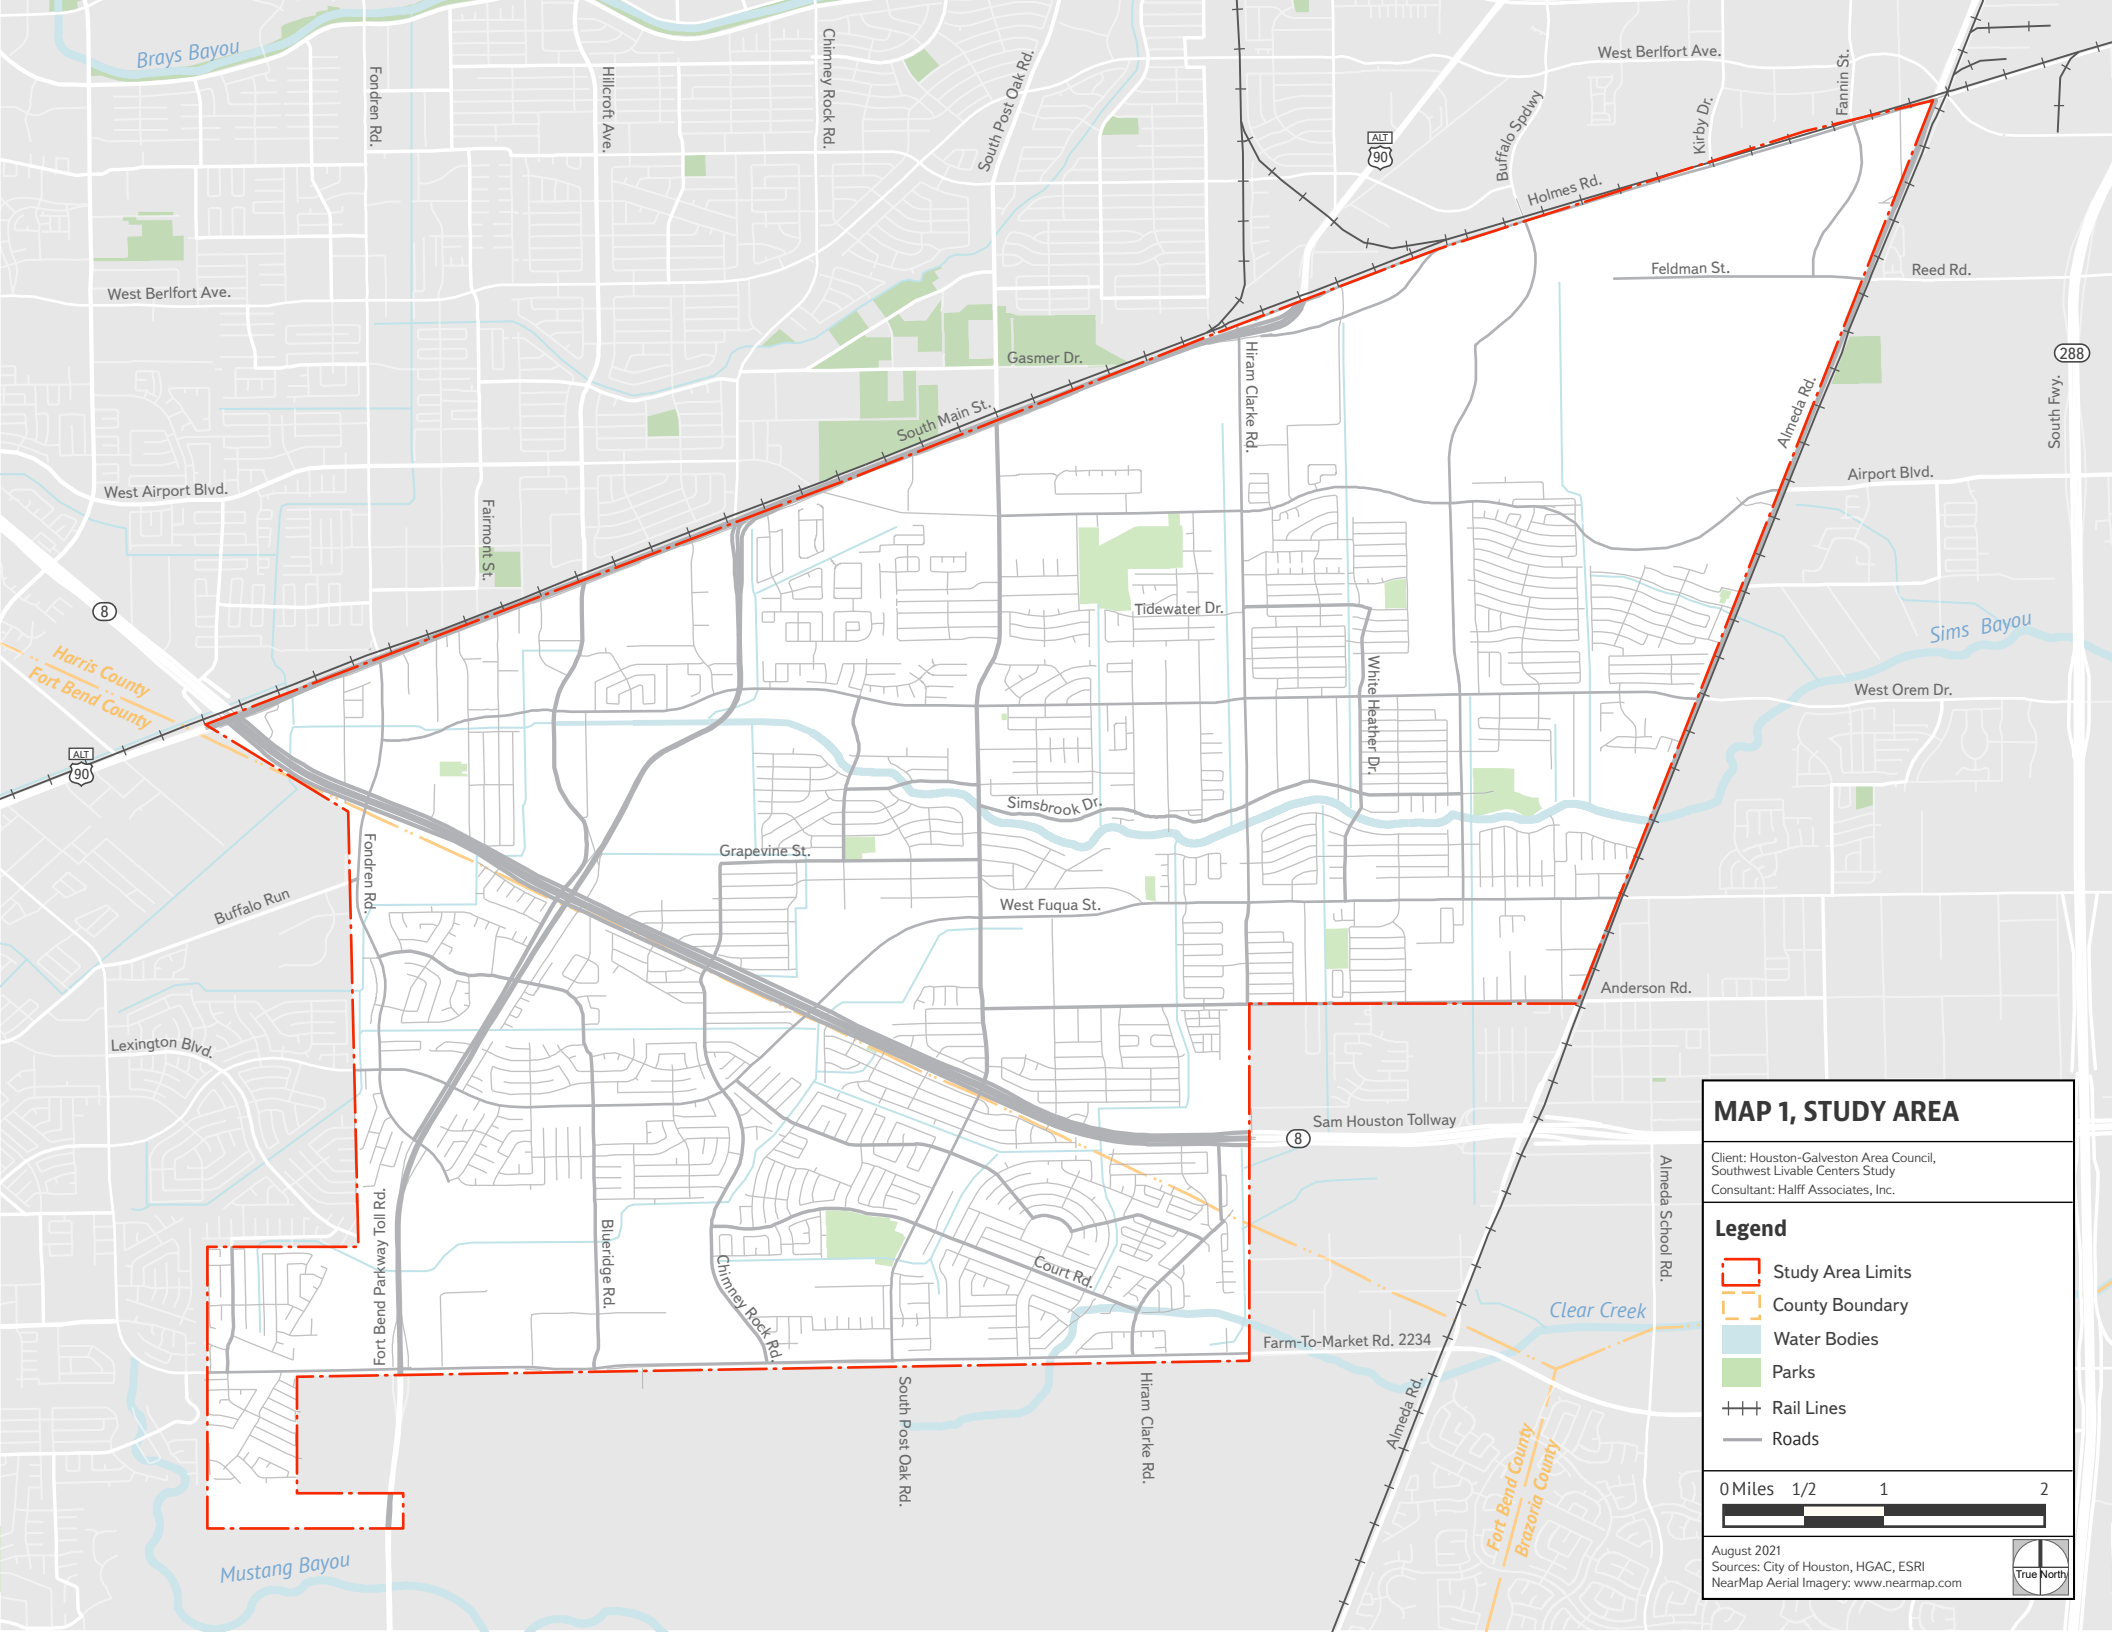 Brays Bayou
Fondren Rd.
Hillcroft Ave.
Chimney Rock Rd.
South Post Oak Rd.
ALT
90
Buffalo Spdwy
West Berlfort Ave.
Kirby Dr.
Fannin St.
Holmes Rd.
Feldman St.
Reed Rd.
West Berlfort Ave.
Gasmer Dr.
Hiram Clarke Rd.
288
South Fwy.
Almeda Rd.
South Main St.
West Airport Blvd.
Airport Blvd.
Fairmont St.
8
Tidewater Dr.
Sims Bayou
Harris County
Fort Bend County
White Heather Dr.
West Orem Dr.
ALT
90
Simsbrook Dr.
Grapevine St.
Fondren Rd.
Buffalo Run
West Fuqua St.
Anderson Rd.
Lexington Blvd.
Sam Houston Tollway
8
Almeda School Rd.
Fort Bend Parkway Toll Rd.
Blueridge Rd.
Chimney Rock Rd.
Court Rd.
Clear Creek
Farm-To-Market Rd. 2234
South Post Oak Rd.
Hiram Clarke Rd.
Almeda Rd.
Fort Bend County
Brazoria County
Mustang Bayou
MAP 1, STUDY AREA
Client: Houston-Galveston Area Council,
Southwest Livable Centers Study
Consultant: Halff Associates, Inc.
Legend
Study Area Limits
County Boundary
Water Bodies
Parks
Rail Lines
Roads
0 Miles 1/2 1 2
August 2021
Sources: City of Houston, HGAC, ESRI
NearMap Aerial Imagery: www.nearmap.com
True North